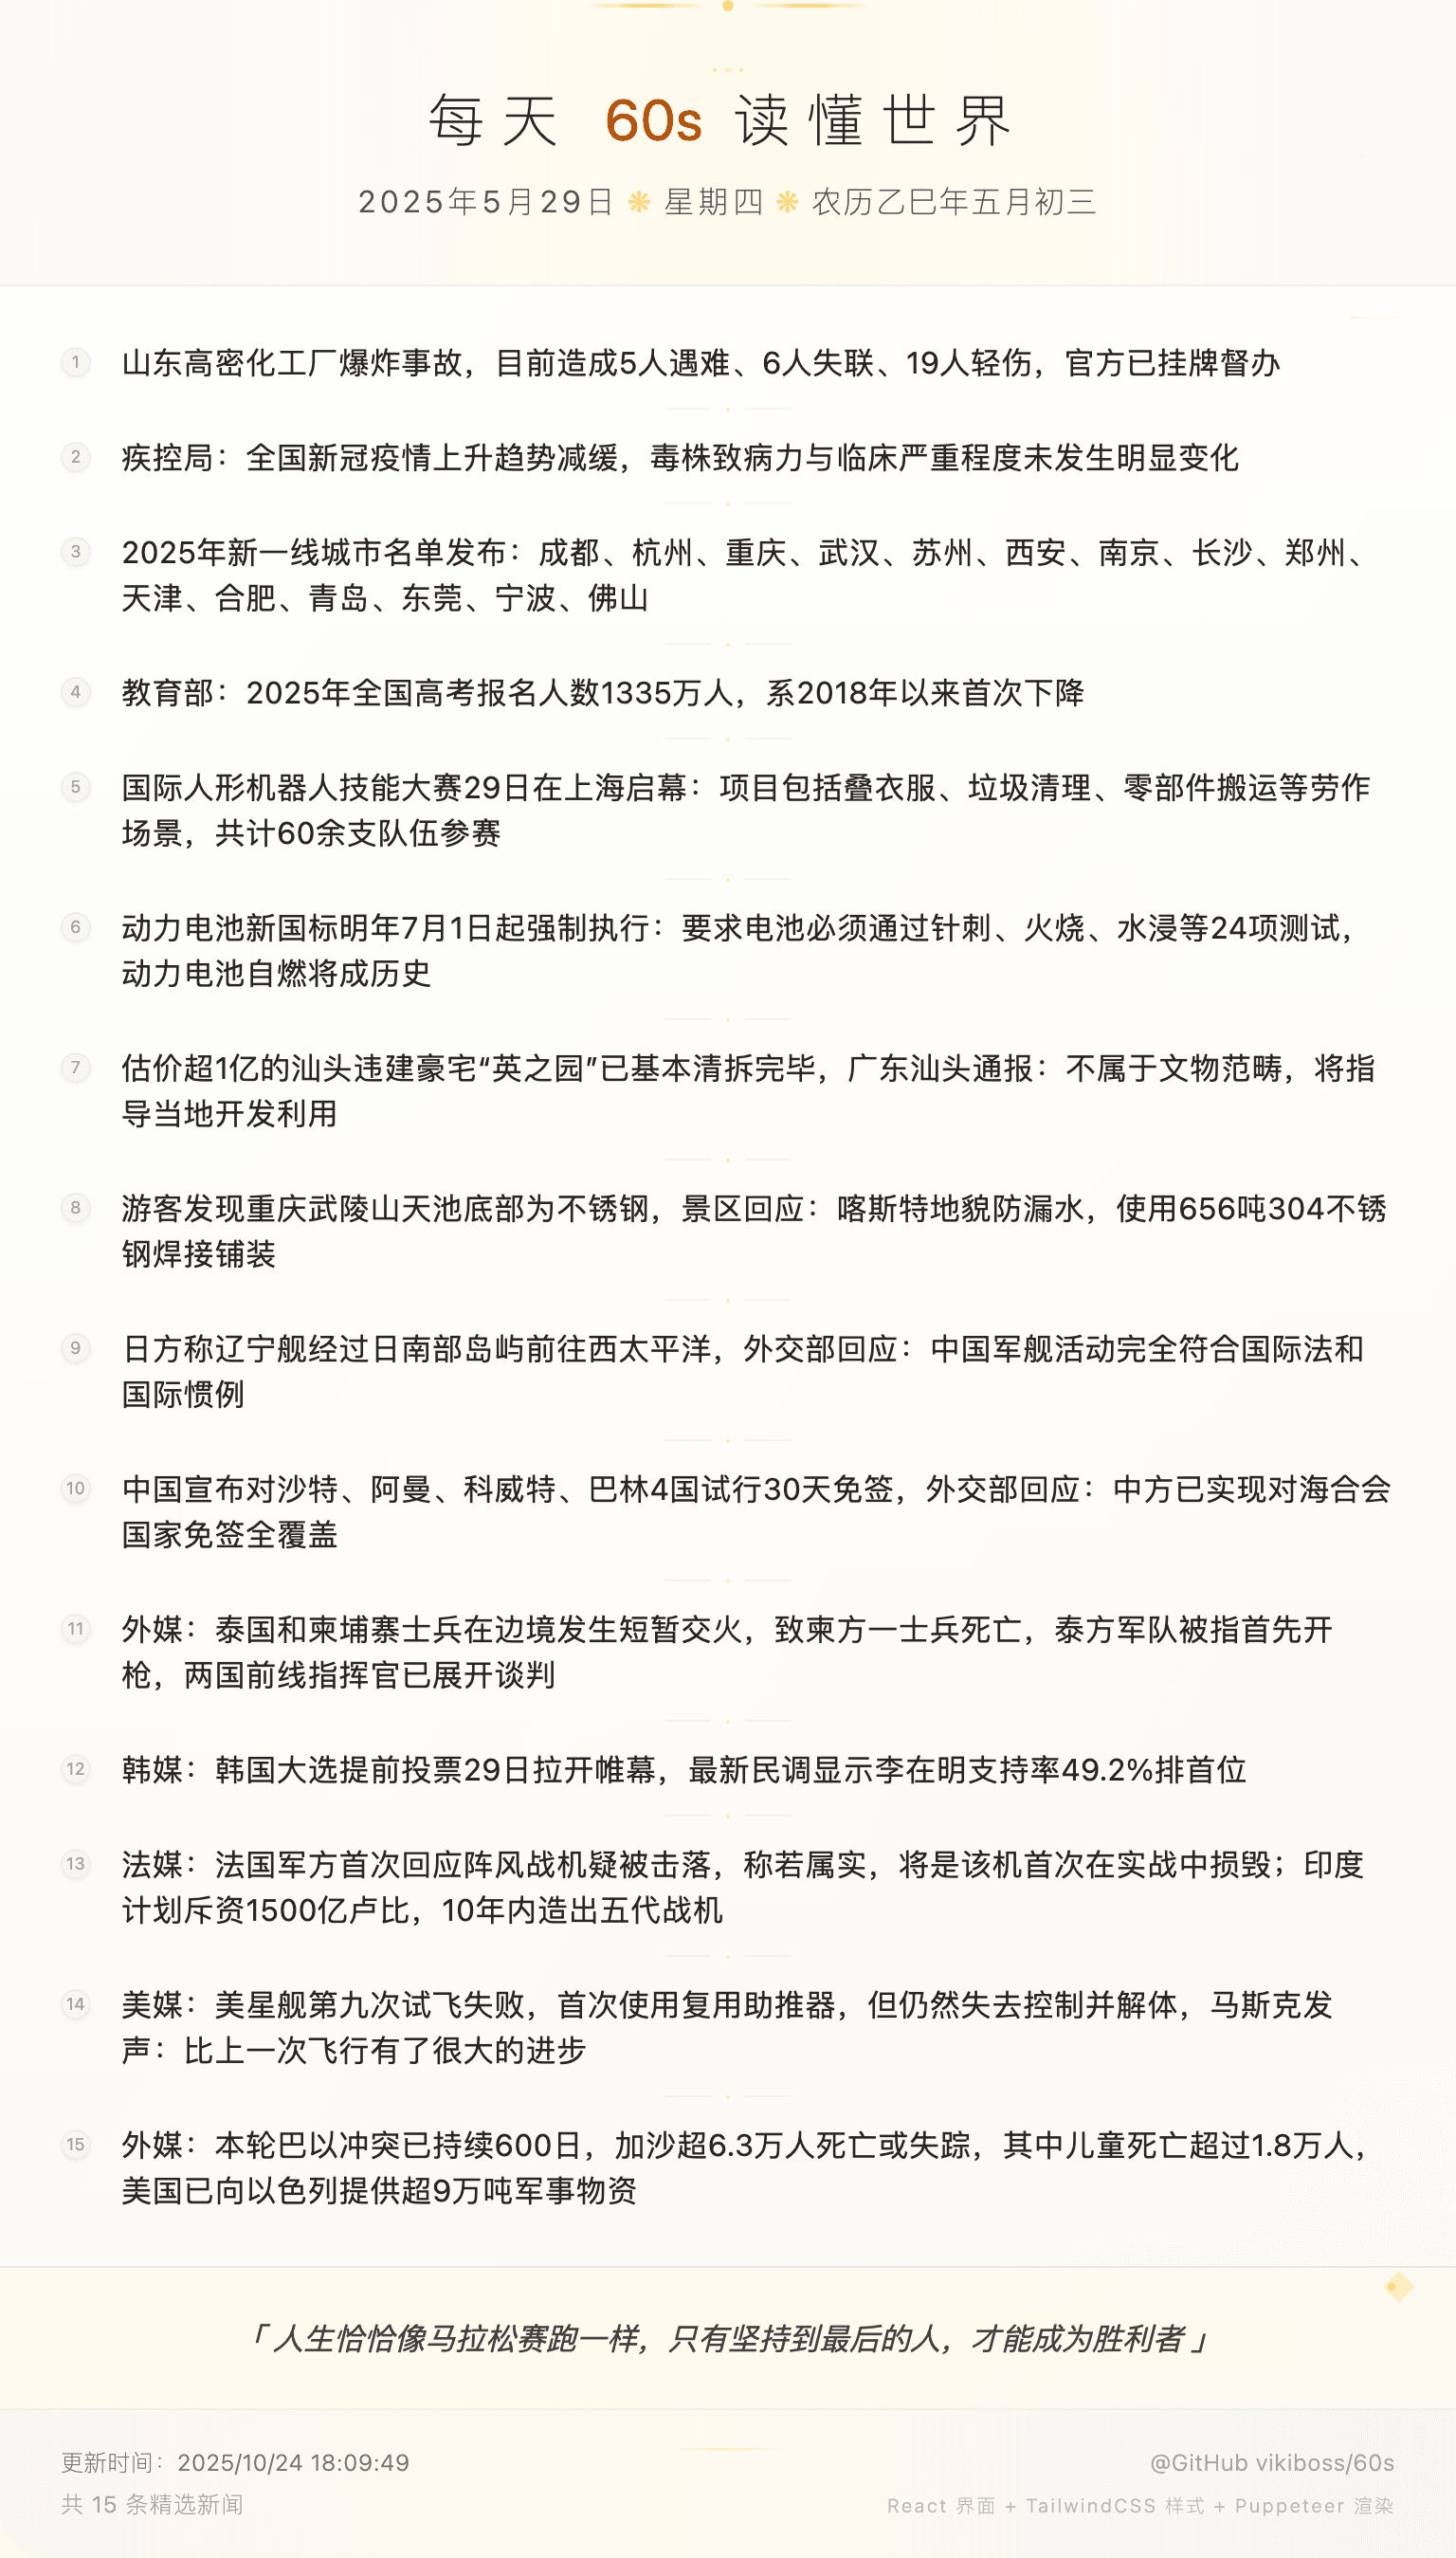 每天 60s 读懂世界
2025年5月29日 ❋ 星期四 ❋ 农历乙巳年五月初三
1 山东高密化工厂爆炸事故，目前造成5人遇难、6人失联、19人轻伤，官方已挂牌督办
2 疾控局：全国新冠疫情上升趋势减缓，毒株致病力与临床严重程度未发生明显变化
3 2025年新一线城市名单发布：成都、杭州、重庆、武汉、苏州、西安、南京、长沙、郑州、
天津、合肥、青岛、东莞、宁波、佛山
4 教育部：2025年全国高考报名人数1335万人，系2018年以来首次下降
5 国际人形机器人技能大赛29日在上海启幕：项目包括叠衣服、垃圾清理、零部件搬运等劳作
场景，共计60余支队伍参赛
6 动力电池新国标明年7月1日起强制执行：要求电池必须通过针刺、火烧、水浸等24项测试，
动力电池自燃将成历史
7 估价超1亿的汕头违建豪宅“英之园”已基本清拆完毕，广东汕头通报：不属于文物范畴，将指
导当地开发利用
8 游客发现重庆武陵山天池底部为不锈钢，景区回应：喀斯特地貌防漏水，使用656吨304不锈
钢焊接铺装
9 日方称辽宁舰经过日南部岛屿前往西太平洋，外交部回应：中国军舰活动完全符合国际法和
国际惯例
10 中国宣布对沙特、阿曼、科威特、巴林4国试行30天免签，外交部回应：中方已实现对海合会
国家免签全覆盖
11 外媒：泰国和柬埔寨士兵在边境发生短暂交火，致柬方一士兵死亡，泰方军队被指首先开
枪，两国前线指挥官已展开谈判
12 韩媒：韩国大选提前投票29日拉开帷幕，最新民调显示李在明支持率49.2%排首位
13 法媒：法国军方首次回应阵风战机疑被击落，称若属实，将是该机首次在实战中损毁；印度
计划斥资1500亿卢比，10年内造出五代战机
14 美媒：美星舰第九次试飞失败，首次使用复用助推器，但仍然失去控制并解体，马斯克发
声：比上一次飞行有了很大的进步
15 外媒：本轮巴以冲突已持续600日，加沙超6.3万人死亡或失踪，其中儿童死亡超过1.8万人，
美国已向以色列提供超9万吨军事物资
「 人生恰恰像马拉松赛跑一样，只有坚持到最后的人，才能成为胜利者 」
更新时间：2025/10/24 18:09:49
@GitHub vikiboss/60s
共 15 条精选新闻
React 界面 + TailwindCSS 样式 + Puppeteer 渲染